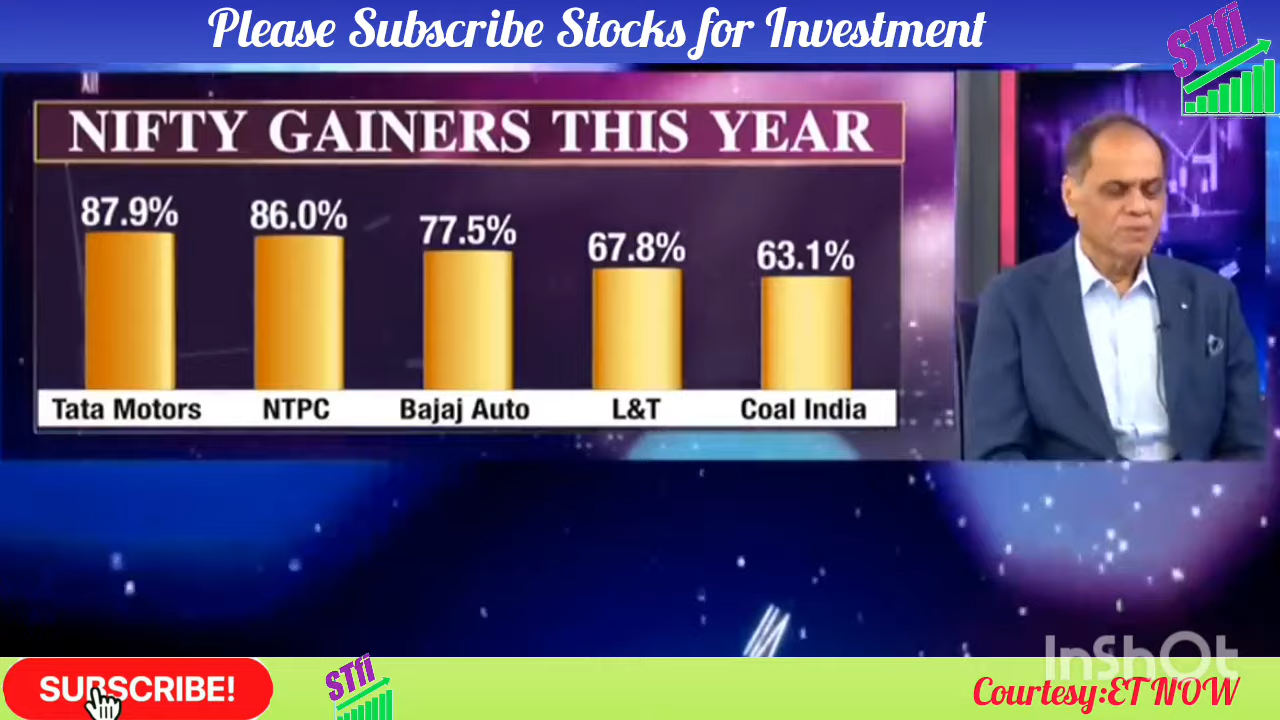 Please Subscribe Stocks for Investment
STfi
NIFTY GAINERS THIS YEAR
87.9% 86.0% 77.5% 67.8% 63.1%
Tata Motors NTPC Bajaj Auto L&T Coal India
InShOt
SUBSCRIBE!
STfi
Courtesy:ET NOW